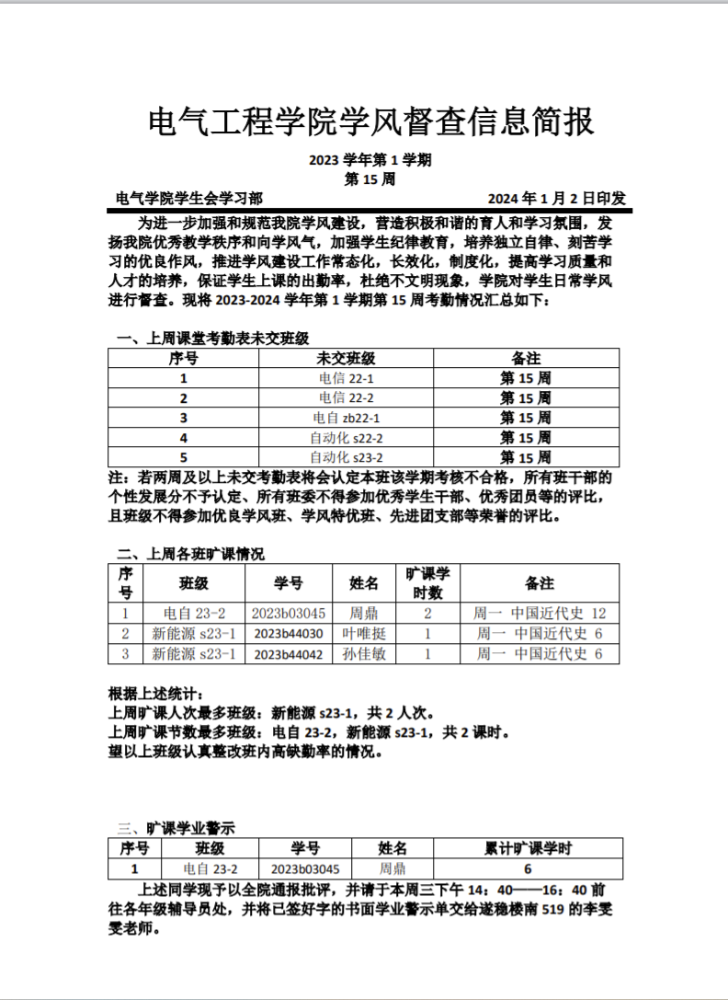 电气工程学院学风督查信息简报
2023 学年第 1 学期
第 15 周
电气学院学生会学习部 2024 年 1 月 2 日印发
为进一步加强和规范我院学风建设，营造积极和谐的育人和学习氛围，发
扬我院优秀教学秩序和向学风气，加强学生纪律教育，培养独立自律、刻苦学
习的优良作风，推进学风建设工作常态化，长效化，制度化，提高学习质量和
人才的培养，保证学生上课的出勤率，杜绝不文明现象，学院对学生日常学风
进行督查。现将 2023-2024 学年第 1 学期第 15 周考勤情况汇总如下：
一、上周课堂考勤表未交班级
序号 未交班级 备注
1 电信 22-1 第 15 周
2 电信 22-2 第 15 周
3 电自 zb22-1 第 15 周
4 自动化 s22-2 第 15 周
5 自动化 s23-2 第 15 周
注：若两周及以上未交考勤表将会认定本班该学期考核不合格，所有班干部的
个性发展分不予认定、所有班委不得参加优秀学生干部、优秀团员等的评比，
且班级不得参加优良学风班、学风特优班、先进团支部等荣誉的评比。
二、上周各班旷课情况
序号 班级 学号 姓名 旷课学时数 备注
1 电自 23-2 2023b03045 周鼎 2 周一 中国近代史 12
2 新能源 s23-1 2023b44030 叶唯挺 1 周一 中国近代史 6
3 新能源 s23-1 2023b44042 孙佳敏 1 周一 中国近代史 6
根据上述统计：
上周旷课人次最多班级：新能源 s23-1，共 2 人次。
上周旷课节数最多班级：电自 23-2，新能源 s23-1，共 2 课时。
望以上班级认真整改班内高缺勤率的情况。
三、旷课学业警示
序号 班级 学号 姓名 累计旷课学时
1 电自 23-2 2023b03045 周鼎 6
上述同学现予以全院通报批评，并请于本周三下午 14：40——16：40 前
往各年级辅导员处，并将已签好字的书面学业警示单交给遂稳楼南 519 的李雯
雯老师。